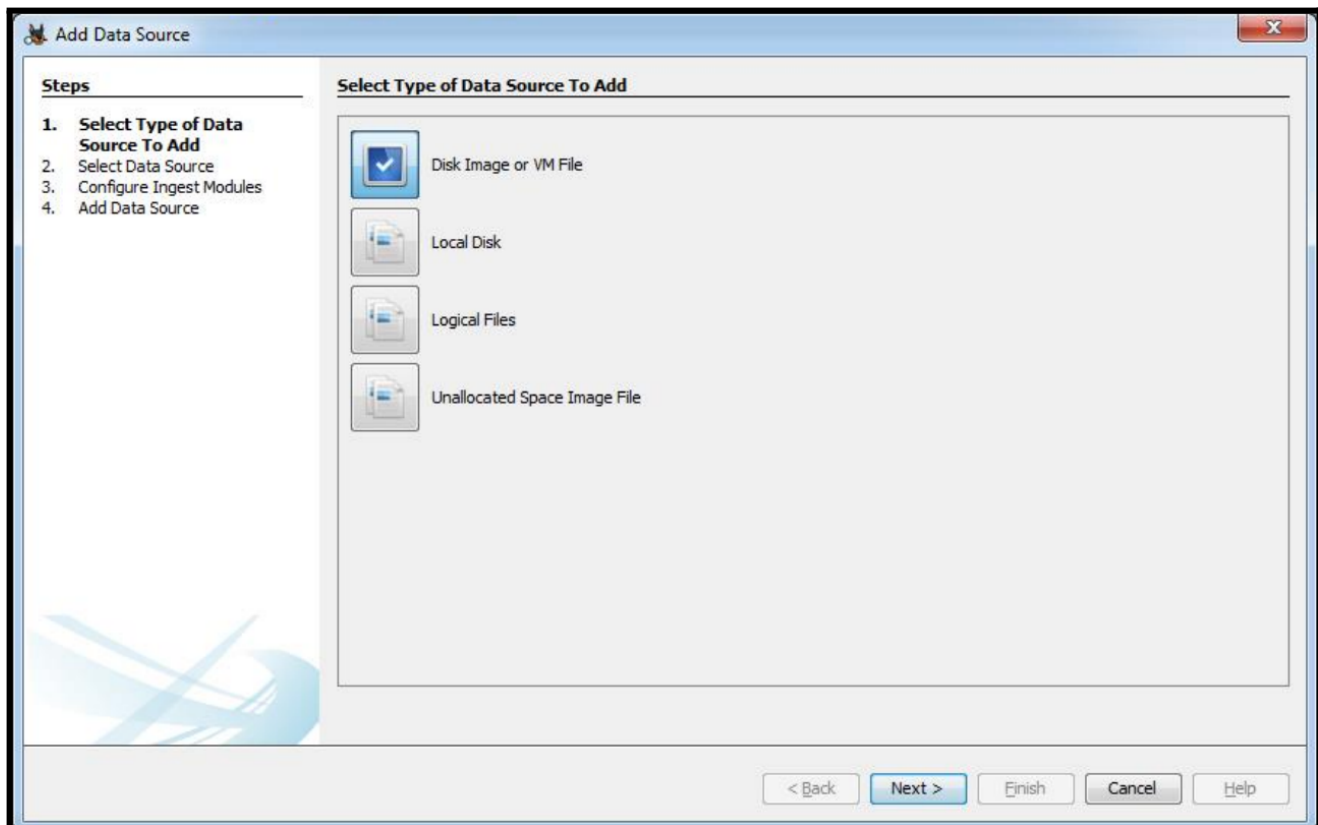 Add Data Source
Steps
1. Select Type of Data
Source To Add
2. Select Data Source
3. Configure Ingest Modules
4. Add Data Source
Select Type of Data Source To Add
Disk Image or VM File
Local Disk
Logical Files
Unallocated Space Image File
< Back
Next >
Finish
Cancel
Help